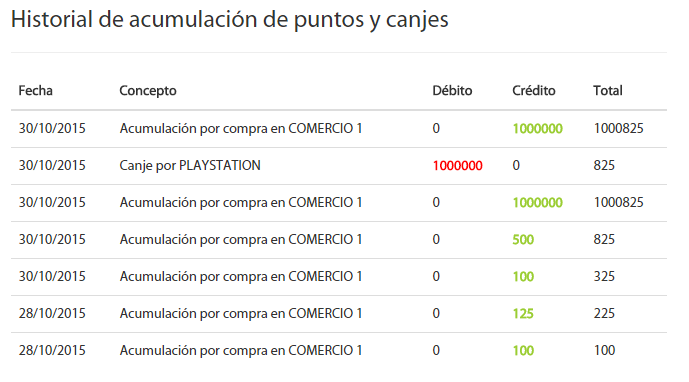 Historial de acumulación de puntos y canjes
Fecha Concepto Débito Crédito Total
30/10/2015 Acumulación por compra en COMERCIO 1 0 1000000 1000825
30/10/2015 Canje por PLAYSTATION 1000000 0 825
30/10/2015 Acumulación por compra en COMERCIO 1 0 1000000 1000825
30/10/2015 Acumulación por compra en COMERCIO 1 0 500 825
30/10/2015 Acumulación por compra en COMERCIO 1 0 100 325
28/10/2015 Acumulación por compra en COMERCIO 1 0 125 225
28/10/2015 Acumulación por compra en COMERCIO 1 0 100 100